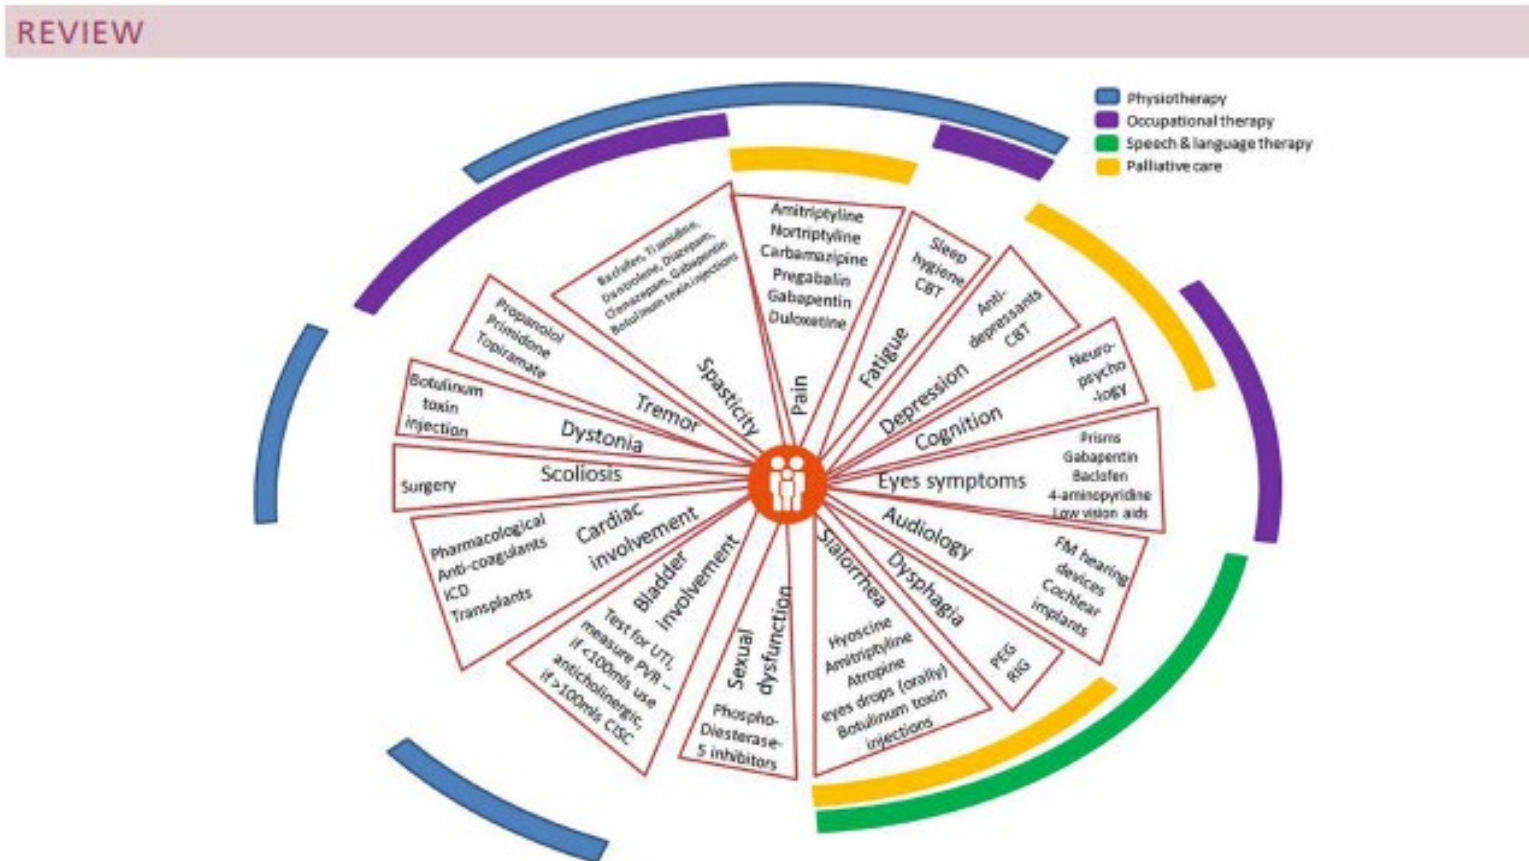 REVIEW
Physiotherapy
Occupational therapy
Speech & language therapy
Palliative care
Baclofen, Tizanidine,
Dantrolene, Diazepam,
Clonazepam, Gabapentin
Botulinum toxin injections
Spasticity
Amitriptyline
Nortriptyline
Carbamazipine
Pregabalin
Gabapentin
Duloxetine
Pain
Sleep
hygiene
CBT
Fatigue
Anti-
depressants
CBT
Depression
Neuro-
psycho
-logy
Cognition
Prisms
Gabapentin
Baclofen
4-aminopyridine
Low vision aids
Eyes symptoms
Audiology
FM hearing
devices
Cochlear
implants
Dysphagia
PEG
RIG
Sialorrhea
Hyoscine
Amitriptyline
Atropine
eyes drops (orally)
Botulinum toxin
injections
Sexual
dysfunction
Phospho-
Diesterase-
5 inhibitors
Bladder
involvement
Test for UTI,
measure PVR –
if <100mls use
anticholinergic,
if >100mls CISC
Cardiac
involvement
Pharmacological
Anti-coagulants
ICD
Transplants
Scoliosis
Surgery
Dystonia
Botulinum
toxin
injection
Tremor
Propanolol
Primidone
Topiramate